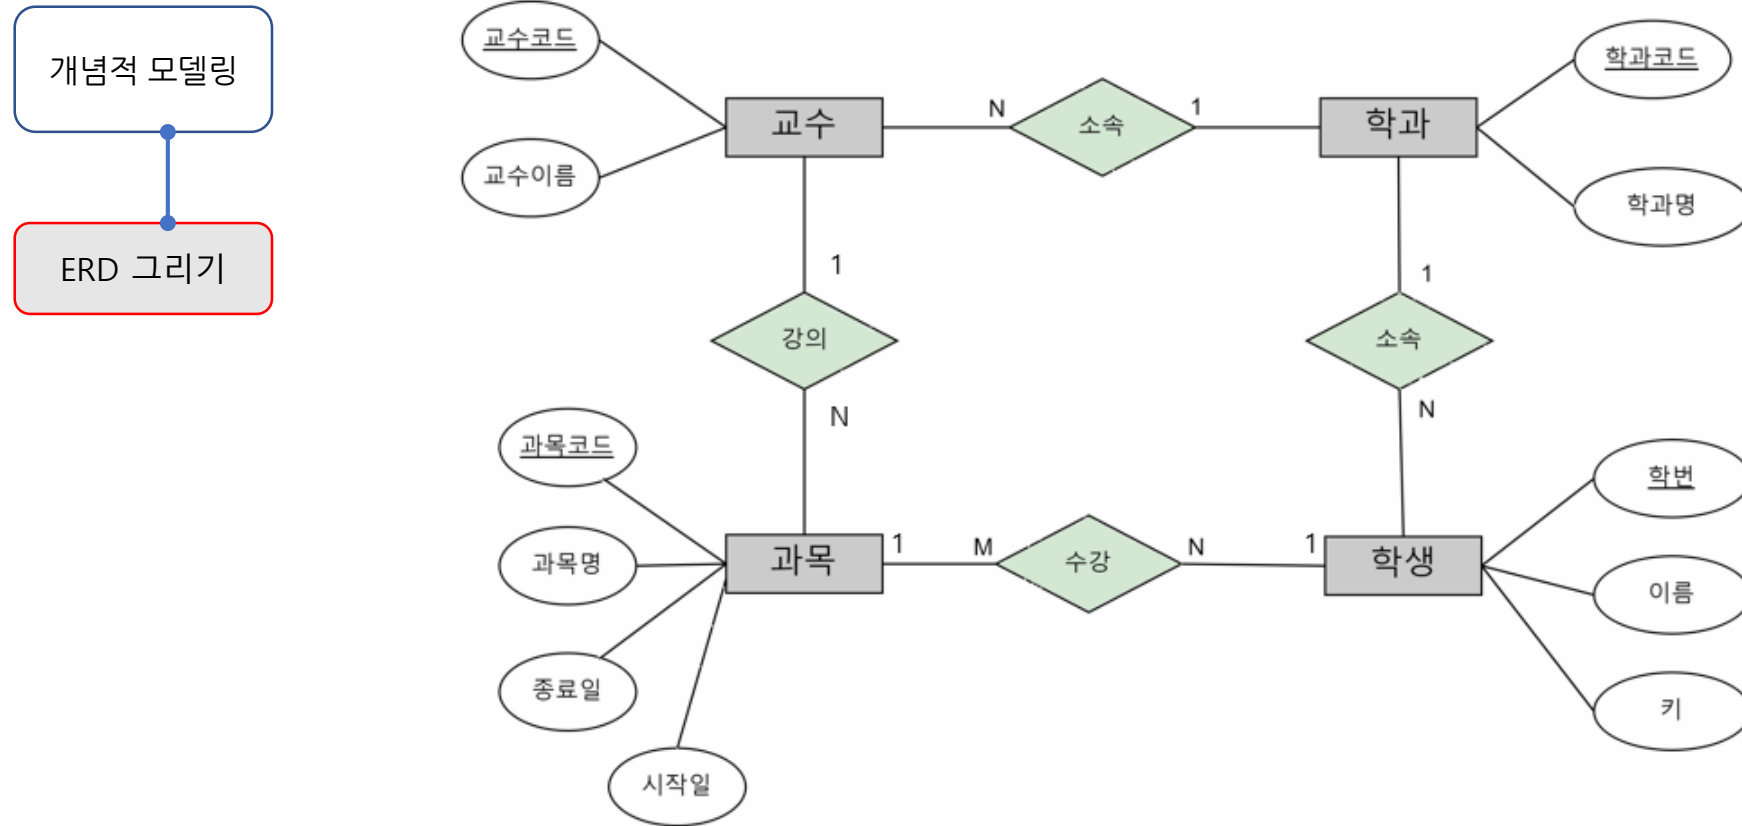 개념적 모델링
ERD 그리기
교수코드
교수이름
교수
N
소속
1
학과
학과코드
학과명
1
강의
N
1
소속
N
과목코드
과목명
종료일
시작일
과목
1
M
수강
N
1
학생
학번
이름
키